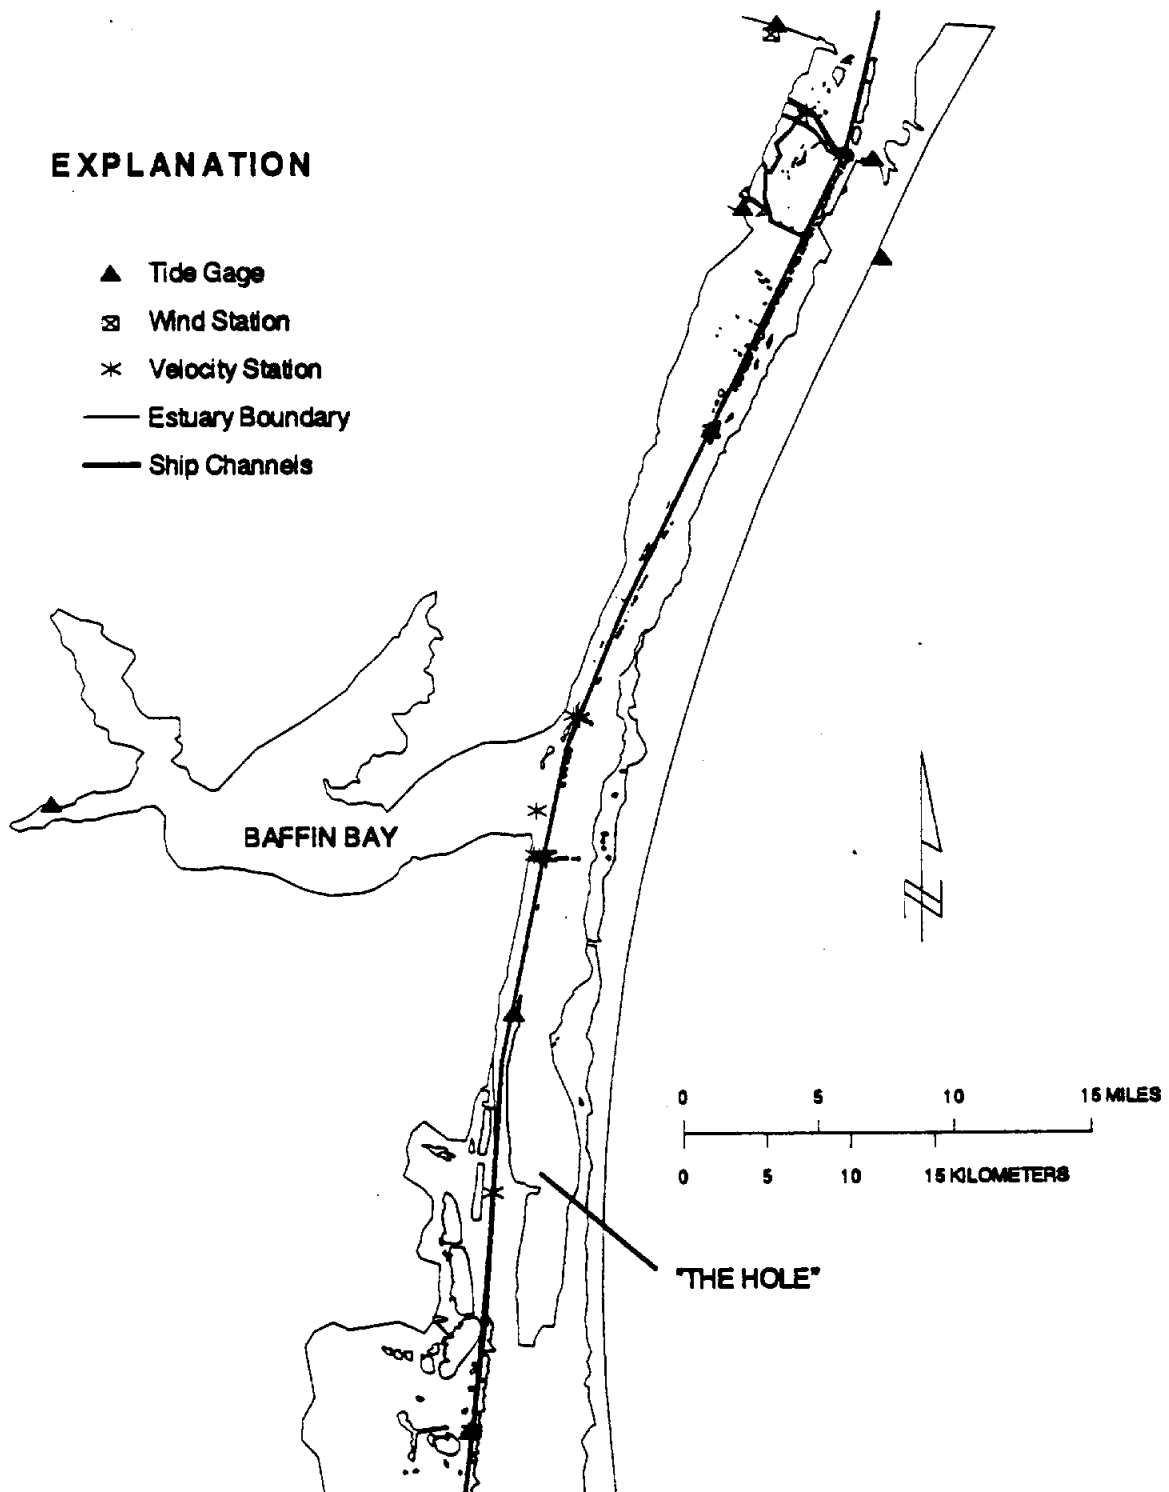 EXPLANATION
Tide Gage
Wind Station
Velocity Station
Estuary Boundary
Ship Channels
BAFFIN BAY
N
0 5 10 15 MILES
0 5 10 15 KILOMETERS
"THE HOLE"